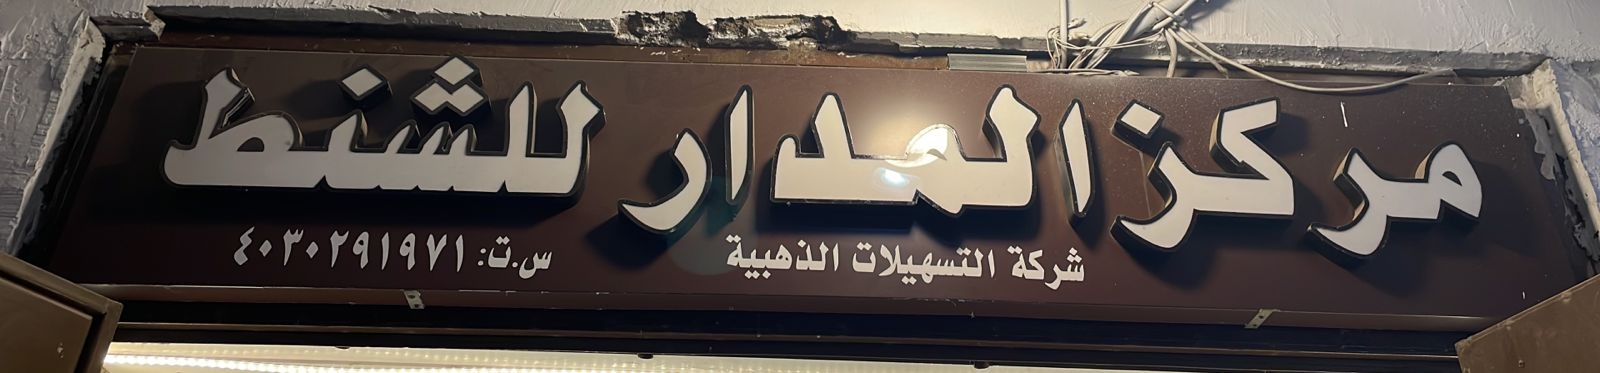 مركز المدار للشنط
شركة التسهيلات الذهبية س.ت: ٤٠٣٠٢٩١٩٧١